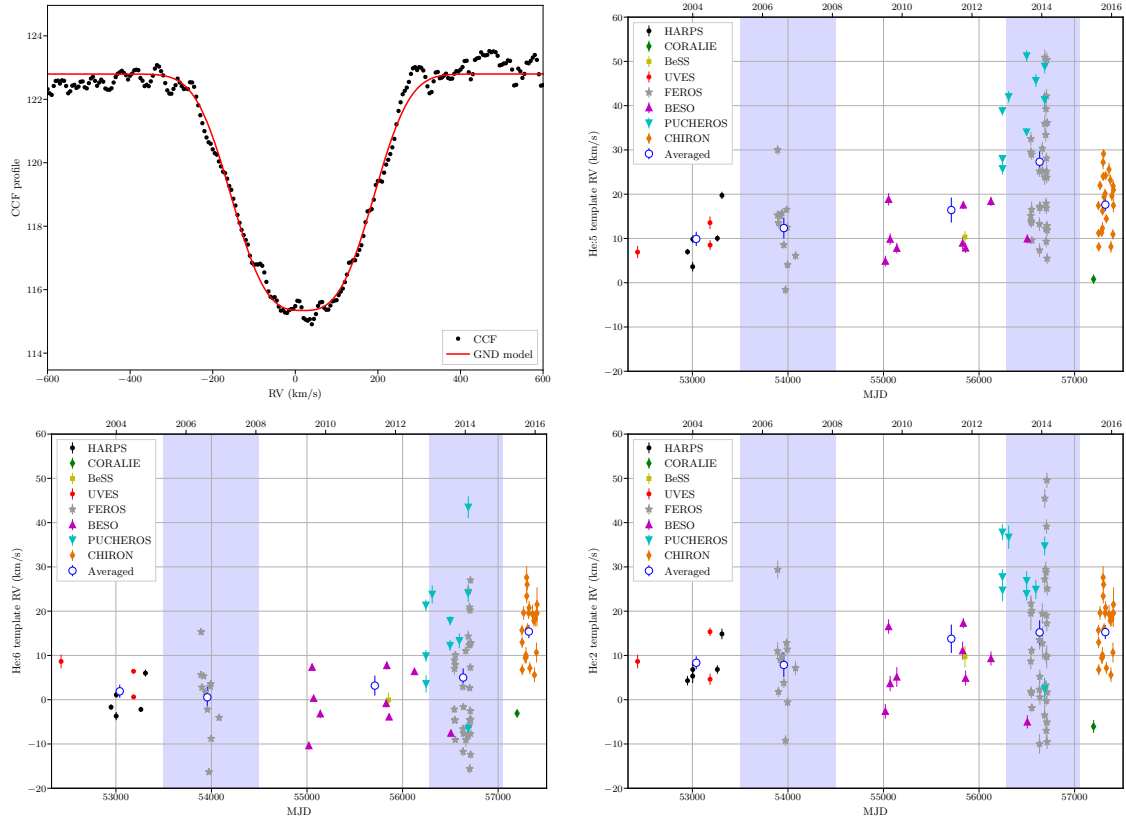 124
122
120
118
116
114
CCF profile
−600
−400
−200
0
200
400
600
RV (km/s)
CCF
GND model
2004
2006
2008
2010
2012
2014
2016
60
50
40
30
20
10
0
−10
−20
He:5 template RV (km/s)
53000
54000
55000
56000
57000
MJD
HARPS
CORALIE
BeSS
UVES
FEROS
BESO
PUCHEROS
CHIRON
Averaged
2004
2006
2008
2010
2012
2014
2016
60
50
40
30
20
10
0
−10
−20
He:6 template RV (km/s)
53000
54000
55000
56000
57000
MJD
HARPS
CORALIE
BeSS
UVES
FEROS
BESO
PUCHEROS
CHIRON
Averaged
2004
2006
2008
2010
2012
2014
2016
60
50
40
30
20
10
0
−10
−20
He:2 template RV (km/s)
53000
54000
55000
56000
57000
MJD
HARPS
CORALIE
BeSS
UVES
FEROS
BESO
PUCHEROS
CHIRON
Averaged